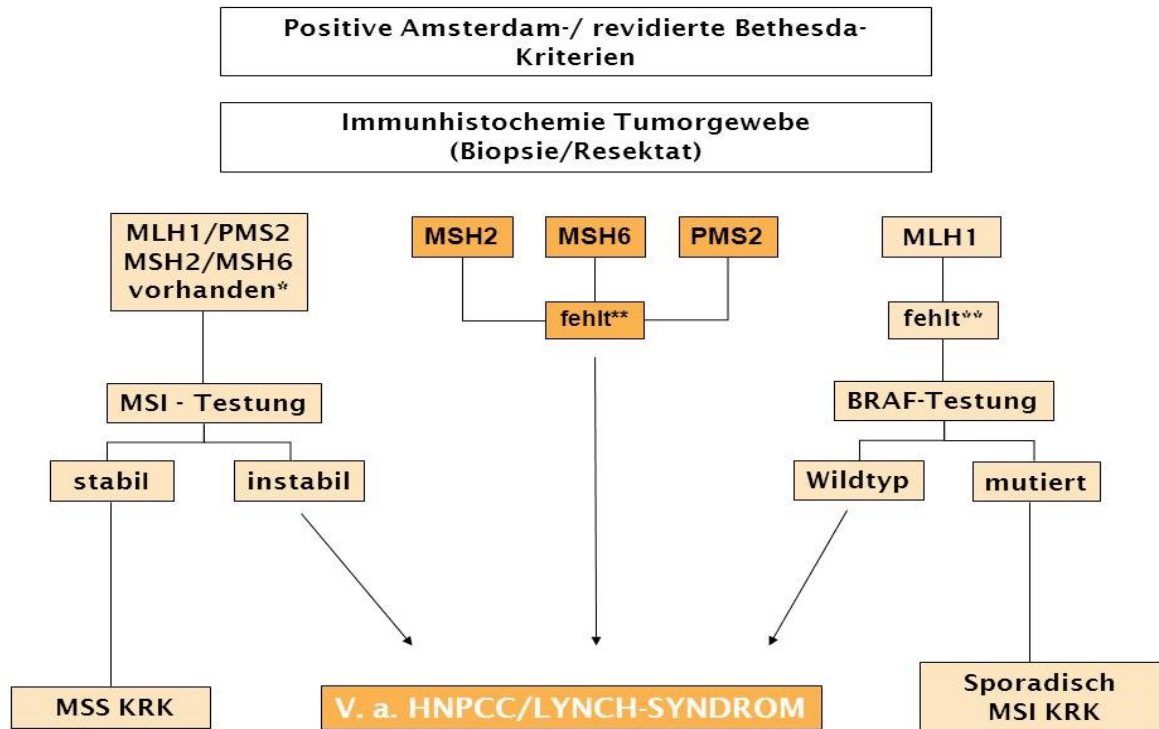 Positive Amsterdam-/ revidierte Bethesda-
Kriterien
Immunhistochemie Tumorgewebe
(Biopsie/Resektat)
MLH1/PMS2
MSH2/MSH6
vorhanden*
MSH2
MSH6
PMS2
MLH1
fehlt**
fehlt**
MSI - Testung
BRAF-Testung
stabil
instabil
Wildtyp
mutiert
MSS KRK
V. a. HNPCC/LYNCH-SYNDROM
Sporadisch
MSI KRK